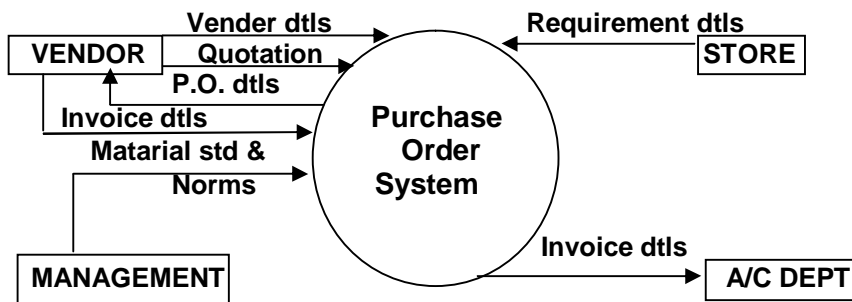 Vender dtls
VENDOR
Quotation
P.O. dtls
Invoice dtls
Matarial std &
Norms
MANAGEMENT
Purchase
Order
System
Requirement dtls
STORE
Invoice dtls
A/C DEPT